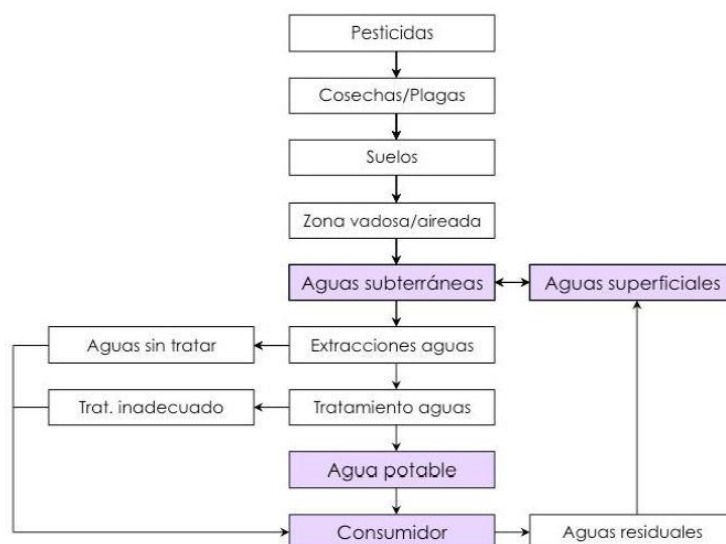 Pesticidas
Cosechas/Plagas
Suelos
Zona vadosa/aireada
Aguas subterráneas
Aguas superficiales
Aguas sin tratar
Extracciones aguas
Trat. inadecuado
Tratamiento aguas
Agua potable
Consumidor
Aguas residuales